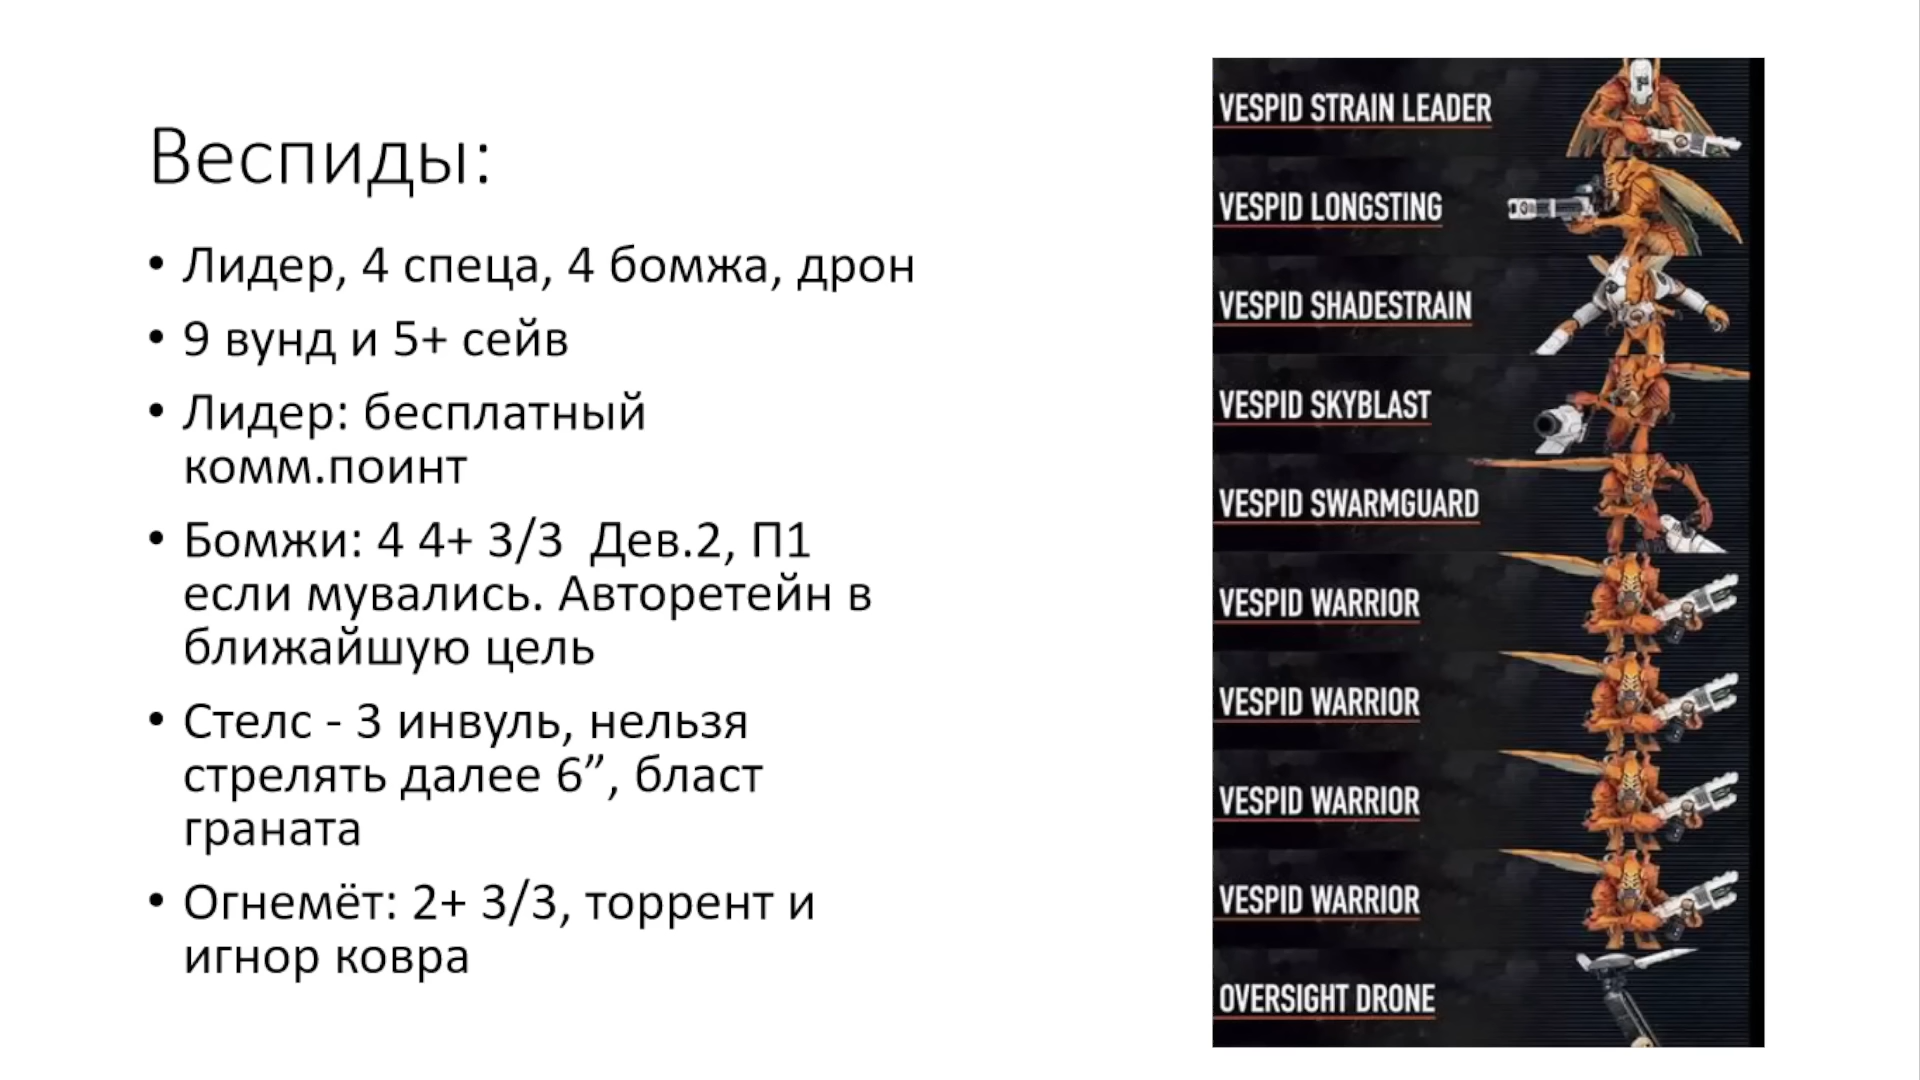 Веспиды:
• Лидер, 4 спеца, 4 бомжа, дрон
• 9 вунд и 5+ сейв
• Лидер: бесплатный
комм.поинт
• Бомжи: 4 4+ 3/3  Дев.2, П1
если мувались. Авторетейн в
ближайшую цель
• Стелс - 3 инвуль, нельзя
стрелять далее 6”, бласт
граната
• Огнемёт: 2+ 3/3, торрент и
игнор ковра
VESPID STRAIN LEADER
VESPID LONGSTING
VESPID SHADESTRAIN
VESPID SKYBLAST
VESPID SWARMGUARD
VESPID WARRIOR
VESPID WARRIOR
VESPID WARRIOR
VESPID WARRIOR
OVERSIGHT DRONE